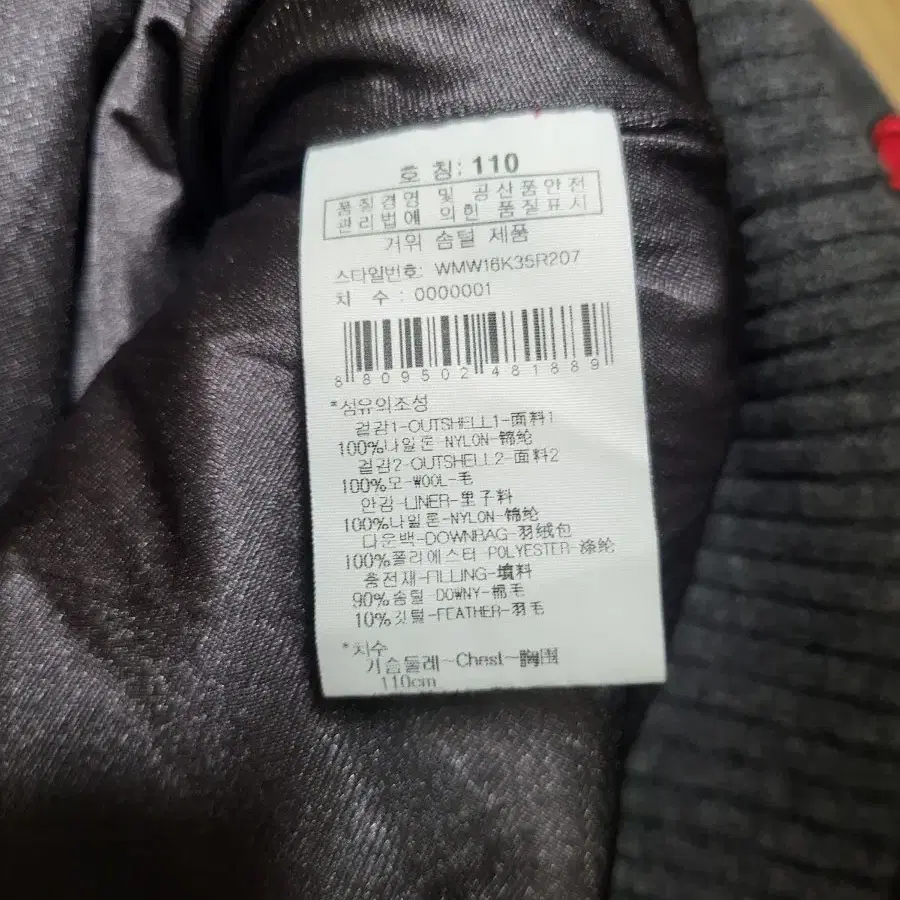 호 칭: 110
품질경영 및 공산품안전
관리법에 의한 품질표시
거위 솜털 제품
스타일번호: WMW16K35R207
치 수 : 0000001
8809502481889
*섬유의조성
겉감1-OUTSHELL1-面料1
100%나일론-NYLON-锦纶
겉감2-OUTSHELL2-面料2
100%모-WOOL-毛
안감-LINER-里子料
100%나일론-NYLON-锦纶
다운백-DOWNBAG-羽绒包
100%폴리에스터-POLYESTER-涤纶
충전재-FILLING-填料
90%솜털-DOWNY-棉毛
10%깃털-FEATHER-羽毛
*치수
가슴둘레~Chest~胸围
110cm